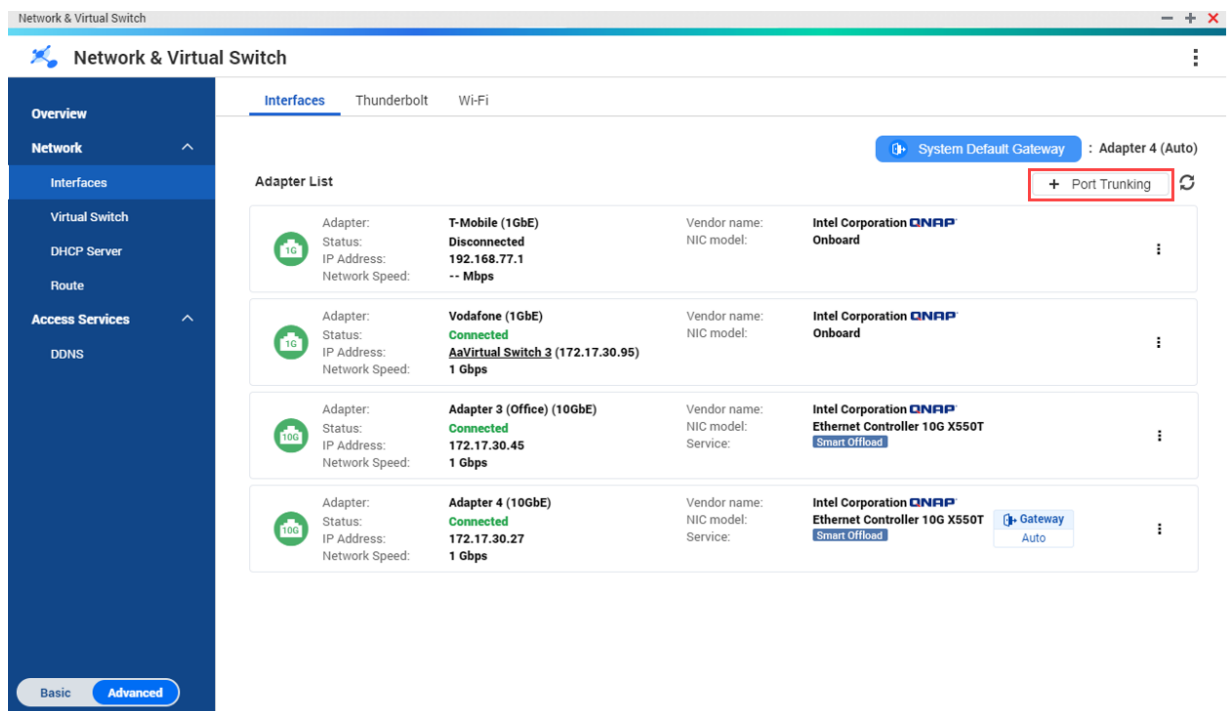 Network & Virtual Switch
Network & Virtual Switch
Overview
Network
Interfaces
Virtual Switch
DHCP Server
Route
Access Services
DDNS
Basic Advanced
Interfaces Thunderbolt Wi-Fi
System Default Gateway : Adapter 4 (Auto)
Adapter List + Port Trunking
1G
Adapter: T-Mobile (1GbE) Vendor name: Intel Corporation QNAP
Status: Disconnected NIC model: Onboard
IP Address: 192.168.77.1
Network Speed: -- Mbps
1G
Adapter: Vodafone (1GbE) Vendor name: Intel Corporation QNAP
Status: Connected NIC model: Onboard
IP Address: AaVirtual Switch 3 (172.17.30.95)
Network Speed: 1 Gbps
10G
Adapter: Adapter 3 (Office) (10GbE) Vendor name: Intel Corporation QNAP
Status: Connected NIC model: Ethernet Controller 10G X550T
IP Address: 172.17.30.45 Service: Smart Offload
Network Speed: 1 Gbps
10G
Adapter: Adapter 4 (10GbE) Vendor name: Intel Corporation QNAP
Status: Connected NIC model: Ethernet Controller 10G X550T Gateway
IP Address: 172.17.30.27 Service: Smart Offload Auto
Network Speed: 1 Gbps